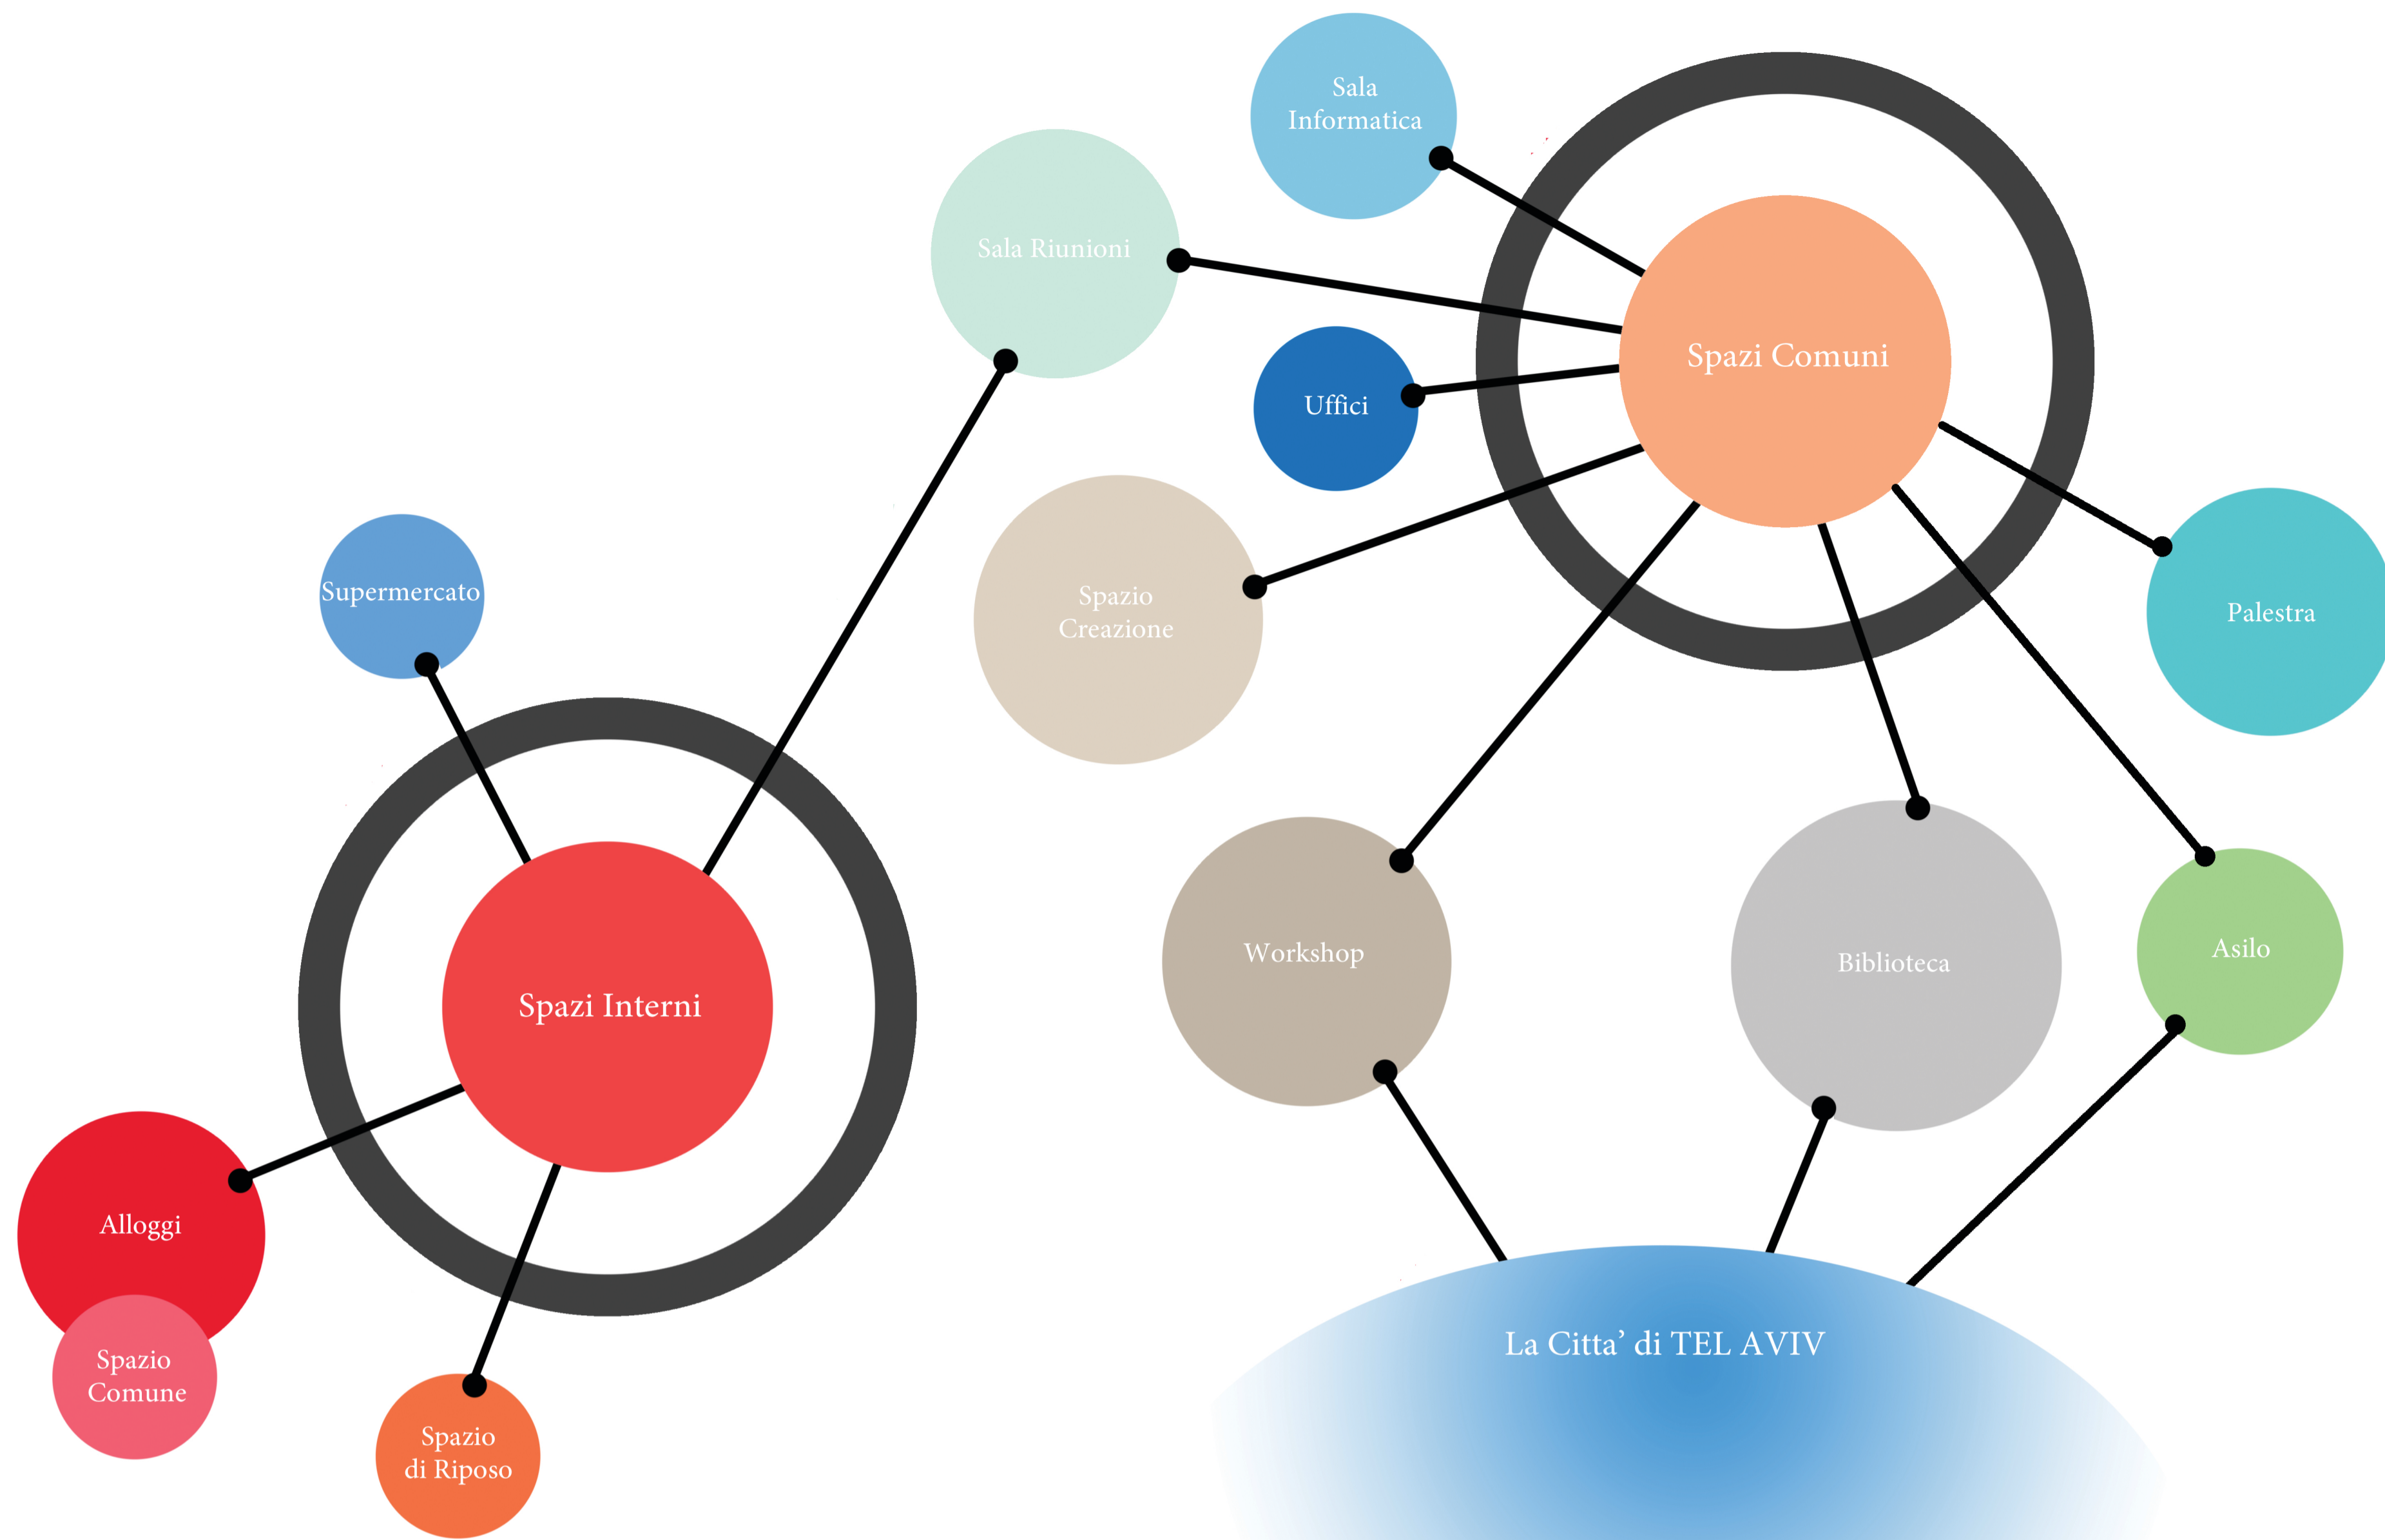 Sala
Informatica
Sala Riunioni
Spazi Comuni
Uffici
Spazio
Creazione
Supermercato
Palestra
Workshop
Biblioteca
Asilo
Spazi Interni
Alloggi
Spazio
Comune
Spazio
di Riposo
La Citta’ di TEL AVIV